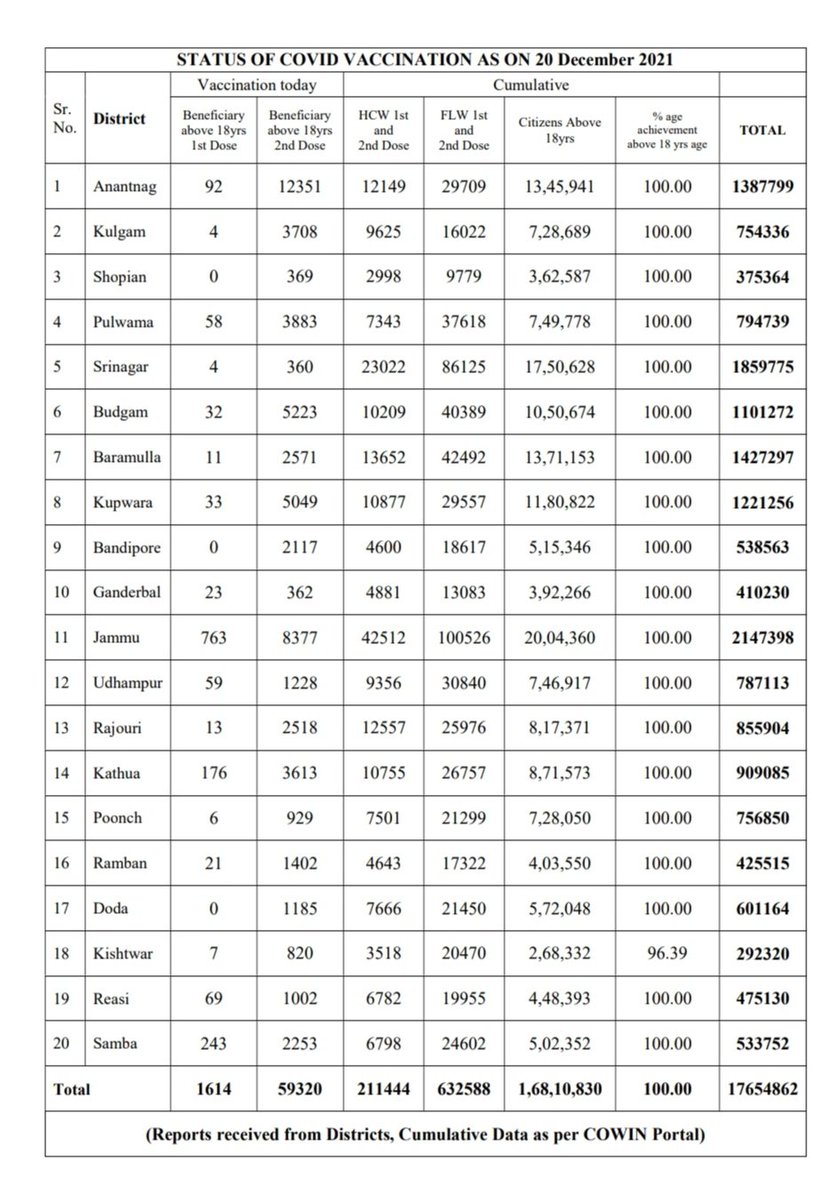 STATUS OF COVID VACCINATION AS ON 20 December 2021
Vaccination today Cumulative
Sr. No. District Beneficiary above 18yrs 1st Dose Beneficiary above 18yrs 2nd Dose HCW 1st and 2nd Dose FLW 1st and 2nd Dose Citizens Above 18yrs % age achievement above 18 yrs age TOTAL
1 Anantnag 92 12351 12149 29709 13,45,941 100.00 1387799
2 Kulgam 4 3708 9625 16022 7,28,689 100.00 754336
3 Shopian 0 369 2998 9779 3,62,587 100.00 375364
4 Pulwama 58 3883 7343 37618 7,49,778 100.00 794739
5 Srinagar 4 360 23022 86125 17,50,628 100.00 1859775
6 Budgam 32 5223 10209 40389 10,50,674 100.00 1101272
7 Baramulla 11 2571 13652 42492 13,71,153 100.00 1427297
8 Kupwara 33 5049 10877 29557 11,80,822 100.00 1221256
9 Bandipore 0 2117 4600 18617 5,15,346 100.00 538563
10 Ganderbal 23 362 4881 13083 3,92,266 100.00 410230
11 Jammu 763 8377 42512 100526 20,04,360 100.00 2147398
12 Udhampur 59 1228 9356 30840 7,46,917 100.00 787113
13 Rajouri 13 2518 12557 25976 8,17,371 100.00 855904
14 Kathua 176 3613 10755 26757 8,71,573 100.00 909085
15 Poonch 6 929 7501 21299 7,28,050 100.00 756850
16 Ramban 21 1402 4643 17322 4,03,550 100.00 425515
17 Doda 0 1185 7666 21450 5,72,048 100.00 601164
18 Kishtwar 7 820 3518 20470 2,68,332 96.39 292320
19 Reasi 69 1002 6782 19955 4,48,393 100.00 475130
20 Samba 243 2253 6798 24602 5,02,352 100.00 533752
Total 1614 59320 211444 632588 1,68,10,830 100.00 17654862
(Reports received from Districts, Cumulative Data as per COWIN Portal)